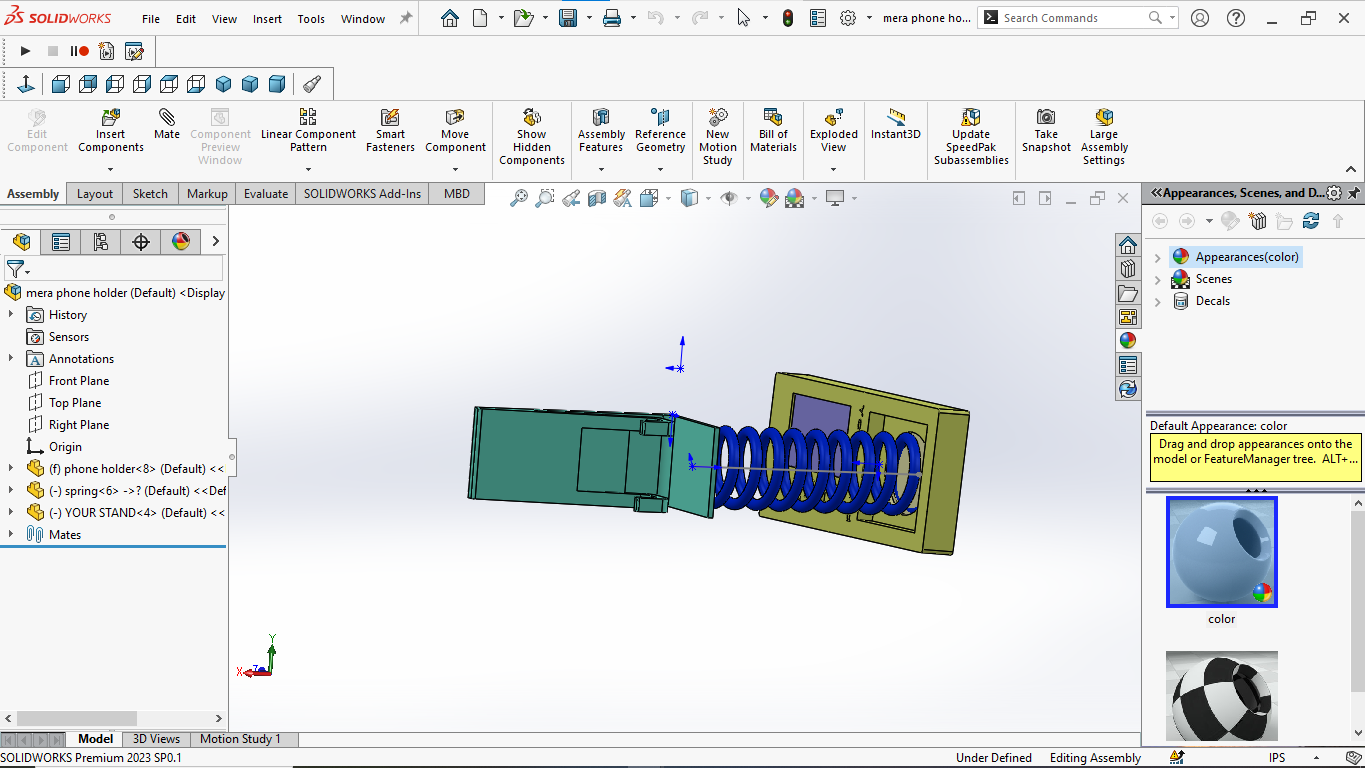 SOLIDWORKS File Edit View Insert Tools Window mera phone ho... Search Commands
Edit Component
Insert Components
Mate
Component Preview Window
Linear Component Pattern
Smart Fasteners
Move Component
Show Hidden Components
Assembly Features
Reference Geometry
New Motion Study
Bill of Materials
Exploded View
Instant3D
Update SpeedPak Subassemblies
Take Snapshot
Large Assembly Settings
Assembly Layout Sketch Markup Evaluate SOLIDWORKS Add-Ins MBD
Appearances, Scenes, and D...
mera phone holder (Default) <Display
History
Sensors
Annotations
Front Plane
Top Plane
Right Plane
Origin
(f) phone holder<8> (Default) <<
(-) spring<6> ->? (Default) <<Def
(-) YOUR STAND<4> (Default) <<
Mates
Appearances(color)
Scenes
Decals
Default Appearance: color
Drag and drop appearances onto the
model or FeatureManager tree. ALT+...
color
Y
X
Z
Model 3D Views Motion Study 1
SOLIDWORKS Premium 2023 SP0.1 Under Defined Editing Assembly IPS